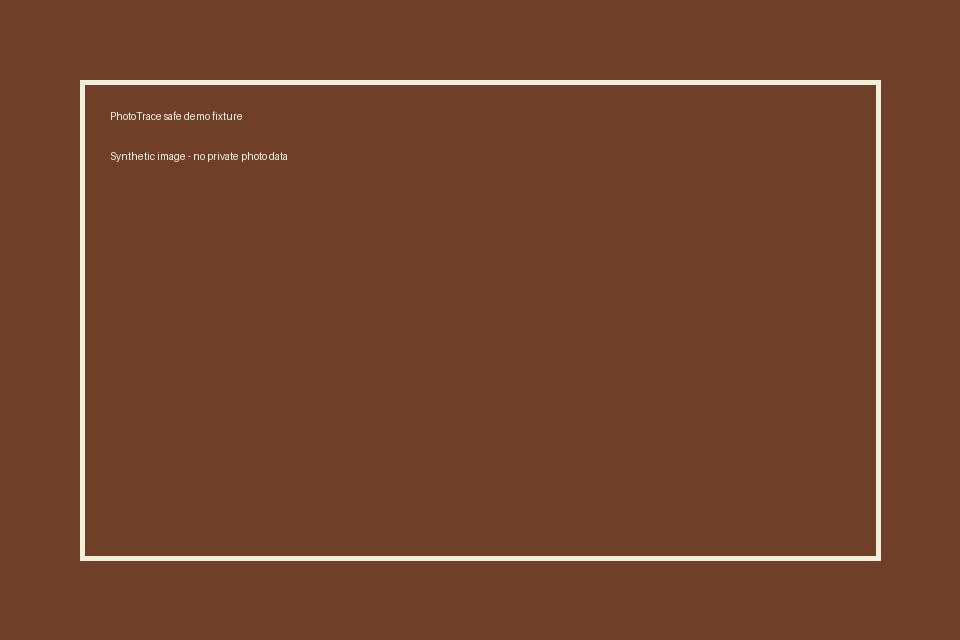 PhotoTrace safe demo fixture
Synthetic image - no private photo data